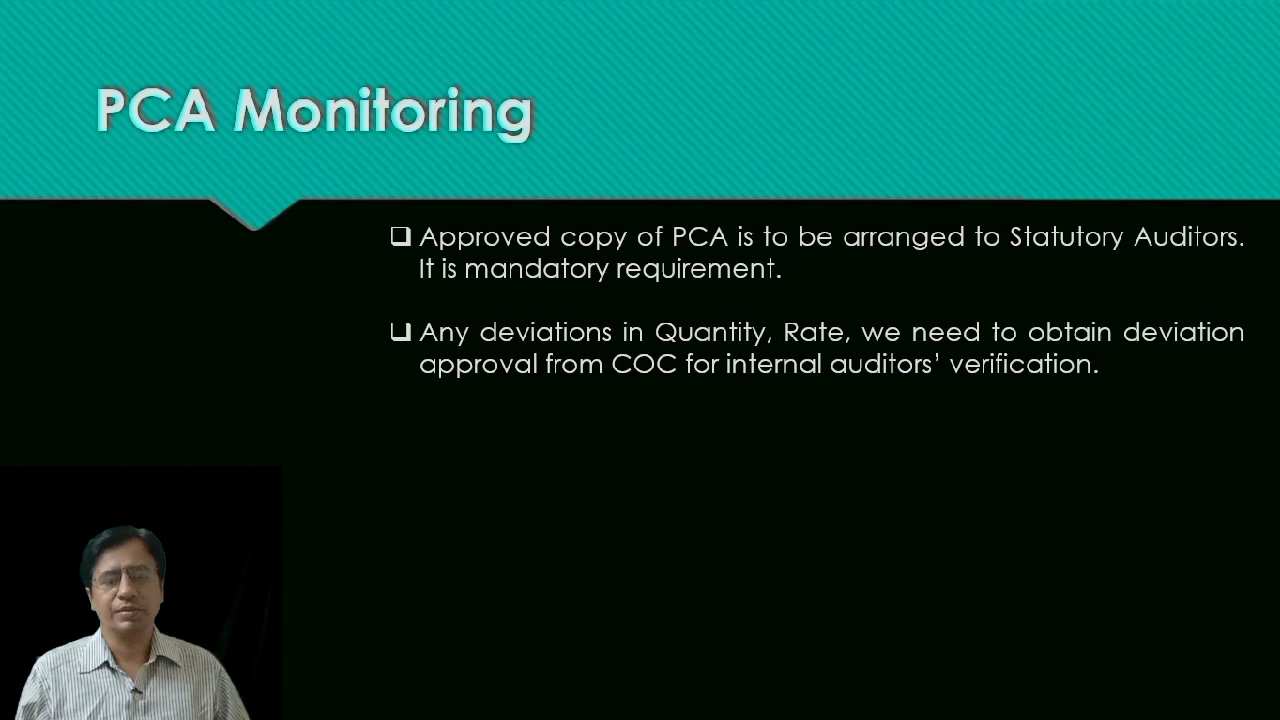 PCA Monitoring
Approved copy of PCA is to be arranged to Statutory Auditors.
It is mandatory requirement.
Any deviations in Quantity, Rate, we need to obtain deviation
approval from COC for internal auditors’ verification.